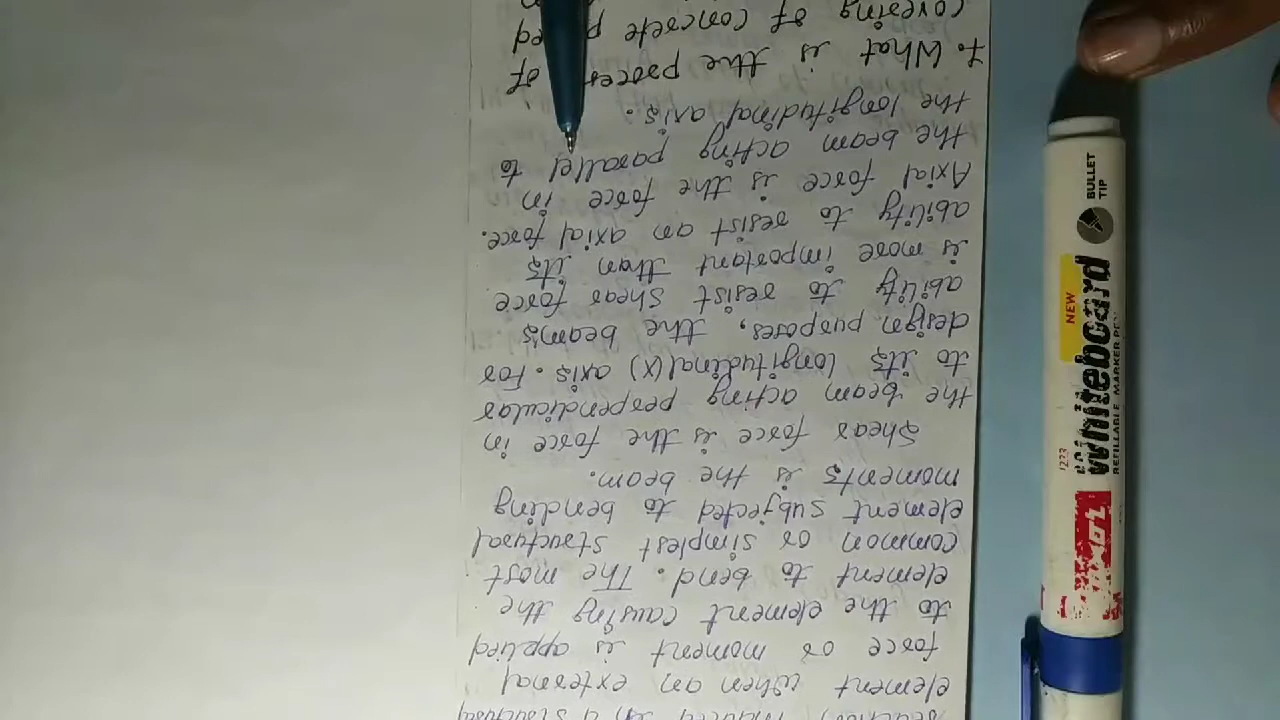 element when an external
force or moment is applied
to the element causing the
element to bend. The most
common or simplest structural
element subjected to bending
moments is the beam.
Shear force is the force in
the beam acting perpendicular
to its longitudinal(x) axis. For
design purposes, the beam's
ability to resist shear force
is more important than its
ability to resist an axial force.
Axial force is the force in
the beam acting parallel to
the longitudinal axis.
7. What is the process of
covering of concrete
NEW
Whiteboard
REFILLABLE MARKER PEN
BULLET
TIP